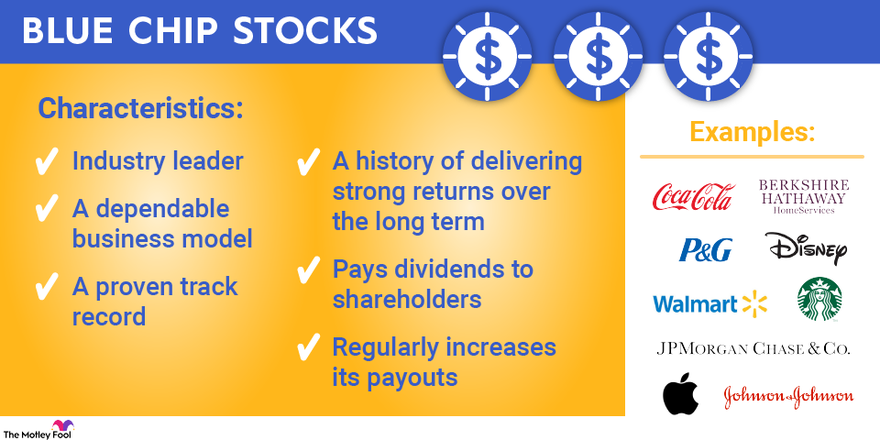 BLUE CHIP STOCKS
$ $ $
Characteristics:
Industry leader
A dependable
business model
A proven track
record
A history of delivering
strong returns over
the long term
Pays dividends to
shareholders
Regularly increases
its payouts
Examples:
Coca-Cola
BERKSHIRE
HATHAWAY
HomeServices
P&G
Disney
Walmart
JPMORGAN CHASE & CO.
Johnson & Johnson
The Motley Fool